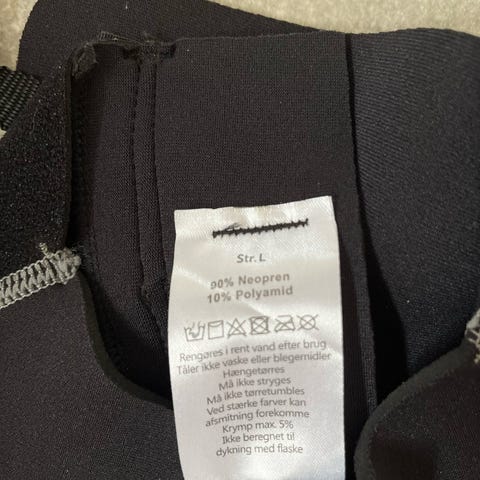 Str. L
90% Neopren
10% Polyamid
Rengøres i rent vand efter brug
Tåler ikke vaske eller blegemidler
Hængetørres
Må ikke stryges
Må ikke tørretumbles
Ved stærke farver kan
afsmitning forekomme
Krymp max. 5%
Ikke beregnet til
dykning med flaske